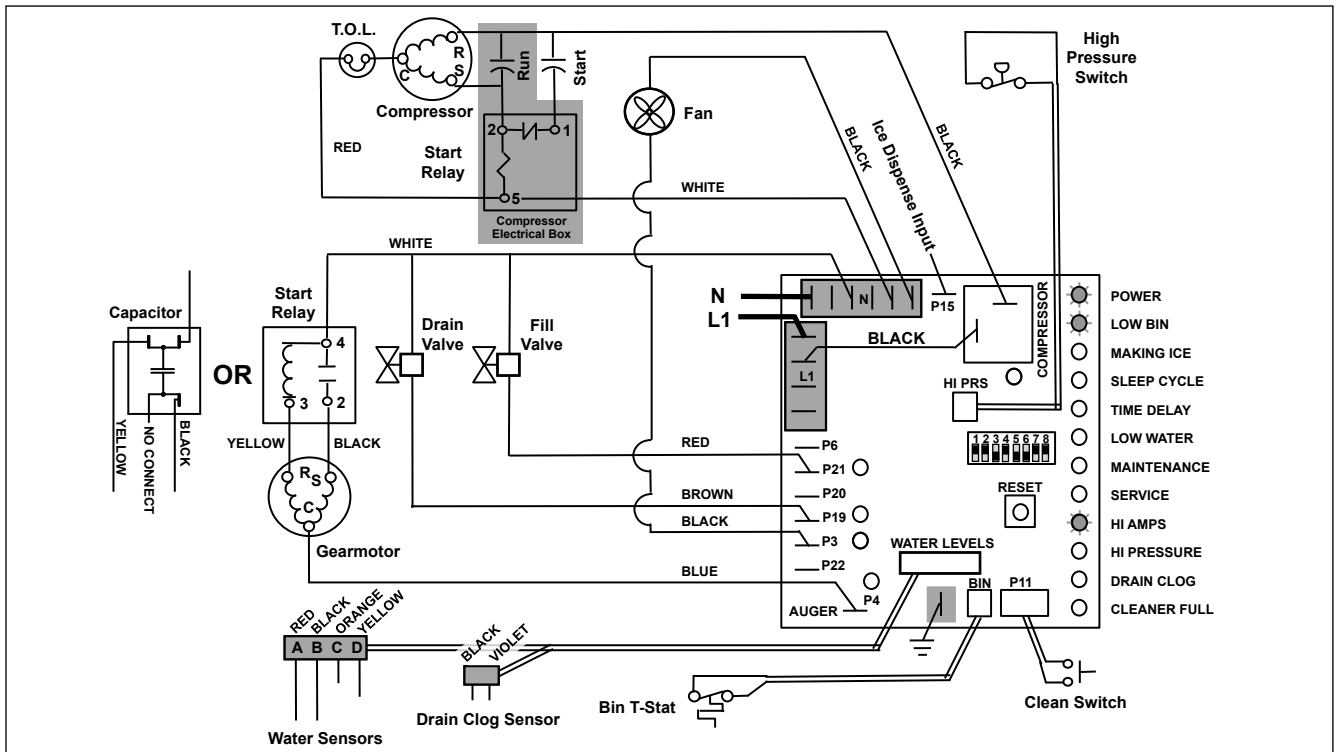 T.O.L.
C
R
S
Compressor
Run
Start
2
1
5
Start
Relay
Compressor
Electrical Box
RED
WHITE
Fan
BLACK
Ice Dispense Input
BLACK
High
Pressure
Switch
WHITE
Capacitor
YELLOW
NO CONNECT
BLACK
OR
Start
Relay
4
3
2
YELLOW
BLACK
R
S
C
Gearmotor
Drain
Valve
Fill
Valve
N
L1
N
P15
L1
BLACK
COMPRESSOR
HI PRS
1 2 3 4 5 6 7 8
RESET
RED
BROWN
BLACK
BLUE
P6
P21
P20
P19
P3
P22
P4
AUGER
WATER LEVELS
BIN
P11
POWER
LOW BIN
MAKING ICE
SLEEP CYCLE
TIME DELAY
LOW WATER
MAINTENANCE
SERVICE
HI AMPS
HI PRESSURE
DRAIN CLOG
CLEANER FULL
RED
BLACK
ORANGE
YELLOW
A B C D
Water Sensors
BLACK
VIOLET
Drain Clog Sensor
Bin T-Stat
Clean Switch